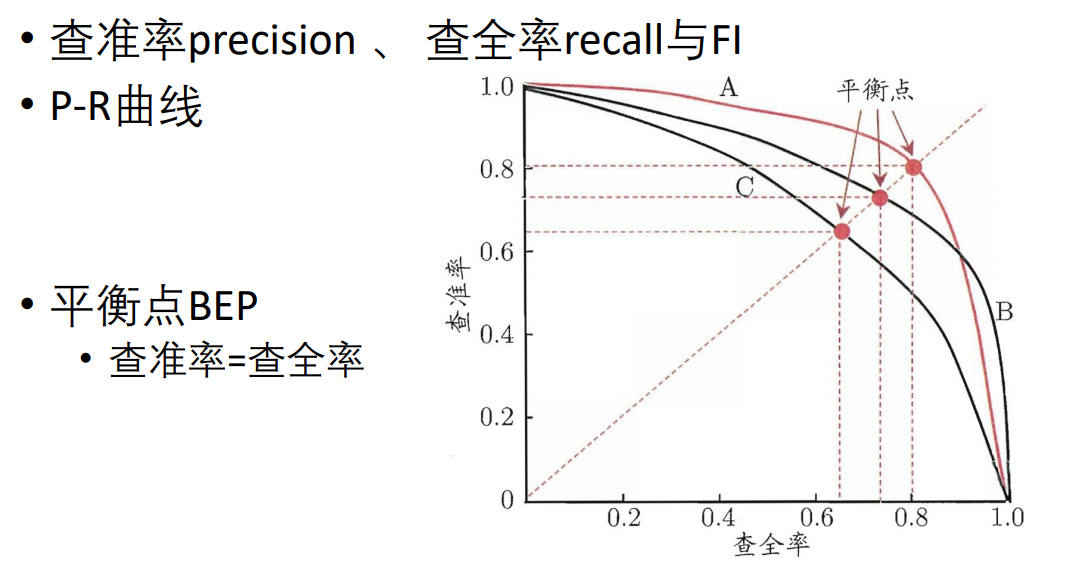 • 查准率precision 、 查全率recall与FI
• P-R曲线
• 平衡点BEP
• 查准率=查全率
1.0
0.8
0.6
0.4
0.2
0
查准率
A
平衡点
C
B
0.2 0.4 0.6 0.8 1.0
查全率